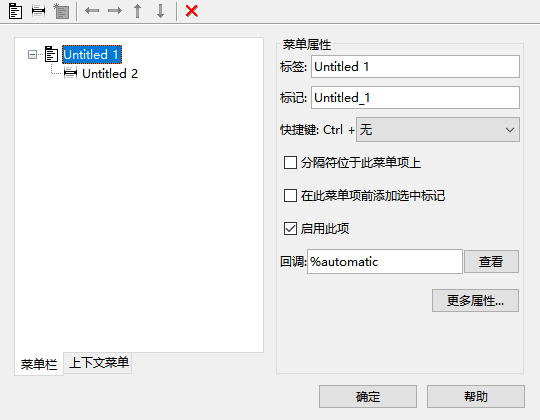 Untitled 1
Untitled 2
菜单栏
上下文菜单
菜单属性
标签: Untitled 1
标记: Untitled_1
快捷键: Ctrl + 无
分隔符位于此菜单项上
在此菜单项前添加选中标记
启用此项
回调: %automatic 查看
更多属性...
确定 帮助